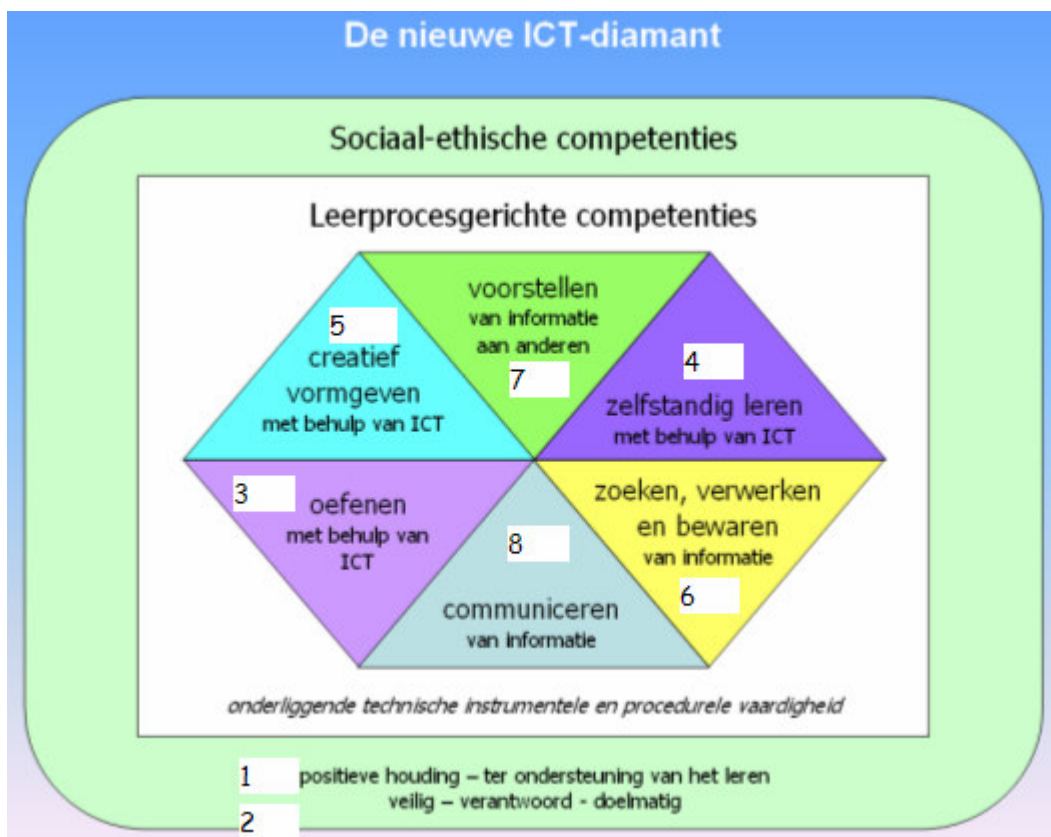 De nieuwe ICT-diamant
Sociaal-ethische competenties
Leerprocesgerichte competenties
5
creatief
vormgeven
met behulp van ICT
voorstellen
van informatie
aan anderen
7
4
zelfstandig leren
met behulp van ICT
3
oefenen
met behulp van
ICT
8
communiceren
van informatie
zoeken, verwerken
en bewaren
van informatie
6
onderliggende technische instrumentele en procedurele vaardigheid
1 positieve houding – ter ondersteuning van het leren
veilig – verantwoord - doelmatig
2